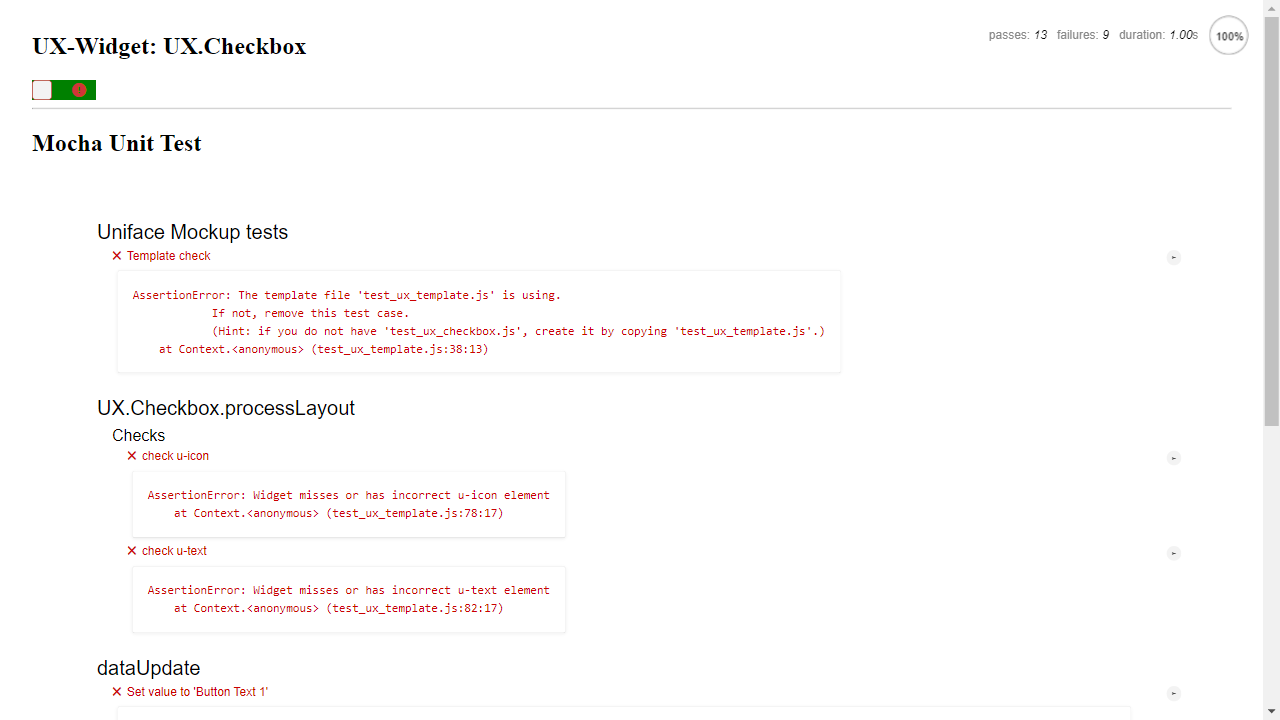 UX-Widget: UX.Checkbox
passes: 13 failures: 9 duration: 1.00s 100%
Mocha Unit Test
Uniface Mockup tests
✕ Template check
AssertionError: The template file 'test_ux_template.js' is using.
If not, remove this test case.
(Hint: if you do not have 'test_ux_checkbox.js', create it by copying 'test_ux_template.js'.)
at Context.<anonymous> (test_ux_template.js:38:13)
UX.Checkbox.processLayout
Checks
✕ check u-icon
AssertionError: Widget misses or has incorrect u-icon element
at Context.<anonymous> (test_ux_template.js:78:17)
✕ check u-text
AssertionError: Widget misses or has incorrect u-text element
at Context.<anonymous> (test_ux_template.js:82:17)
dataUpdate
✕ Set value to 'Button Text 1'